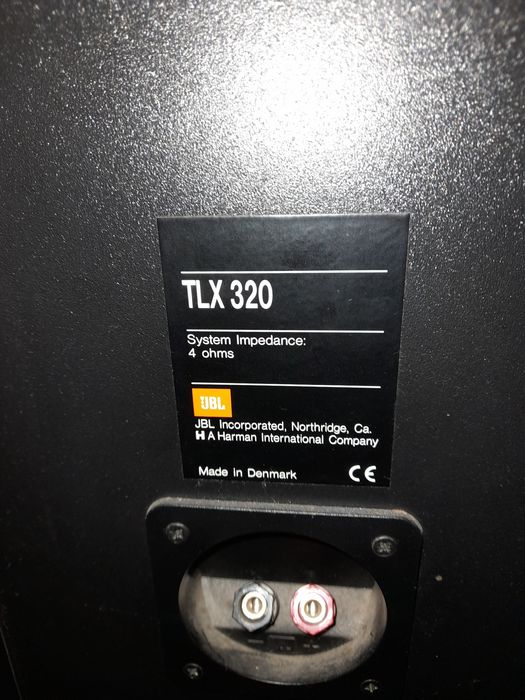 TLX 320
System Impedance:
4 ohms
JBL
JBL Incorporated, Northridge, Ca.
H A Harman International Company
Made in Denmark CE